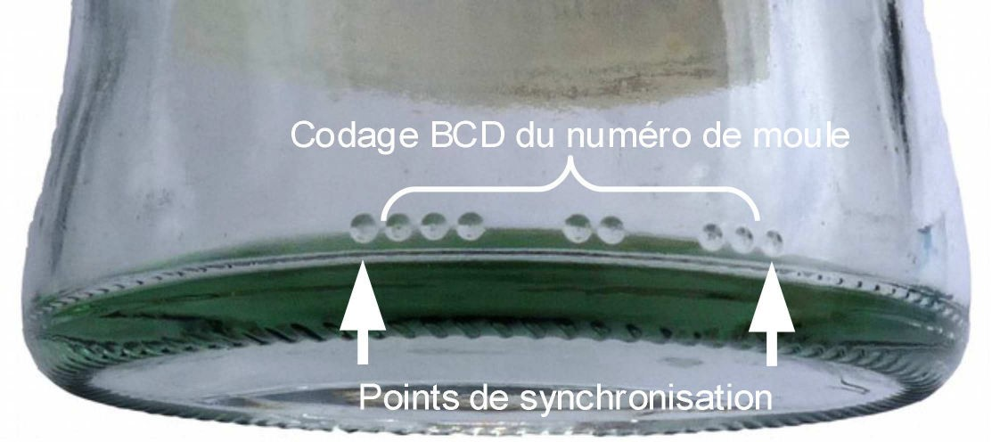 Codage BCD du numéro de moule
Points de synchronisation